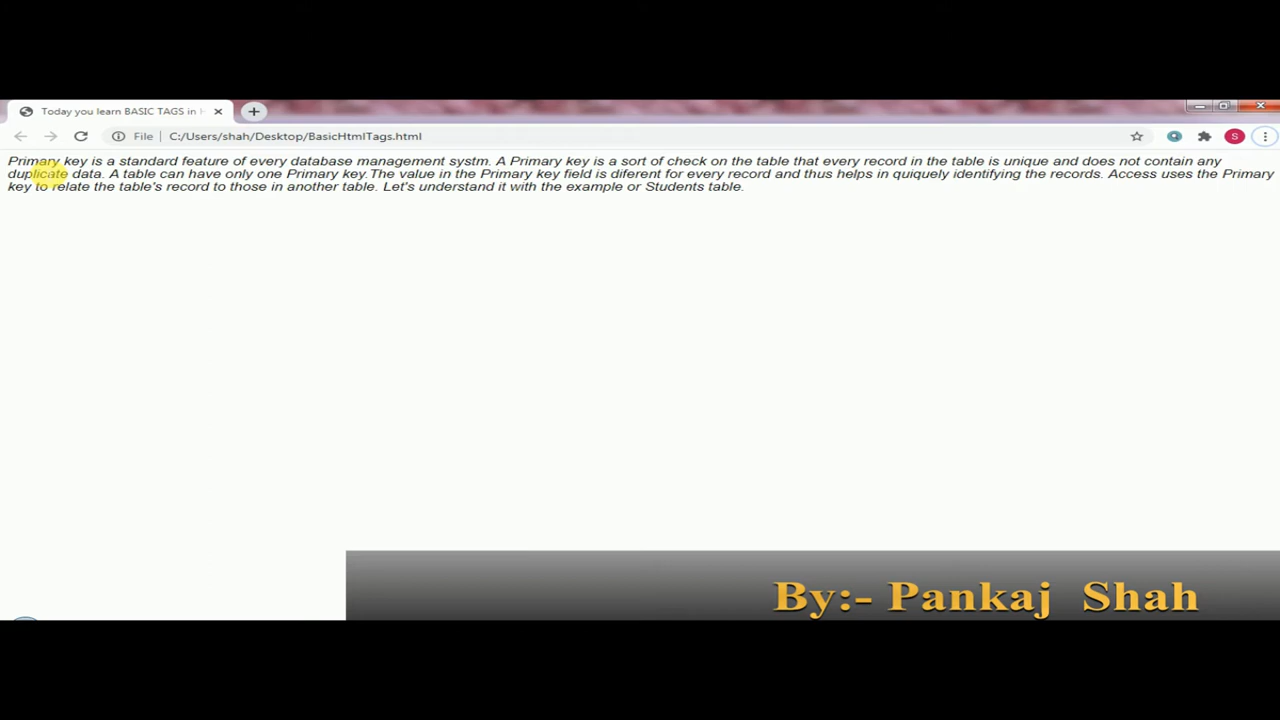 Today you learn BASIC TAGS in H
File C:/Users/shah/Desktop/BasicHtmlTags.html
S
Primary key is a standard feature of every database management systm. A Primary key is a sort of check on the table that every record in the table is unique and does not contain any
duplicate data. A table can have only one Primary key.The value in the Primary key field is diferent for every record and thus helps in quiquely identifying the records. Access uses the Primary
key to relate the table's record to those in another table. Let's understand it with the example or Students table.
By:- Pankaj Shah